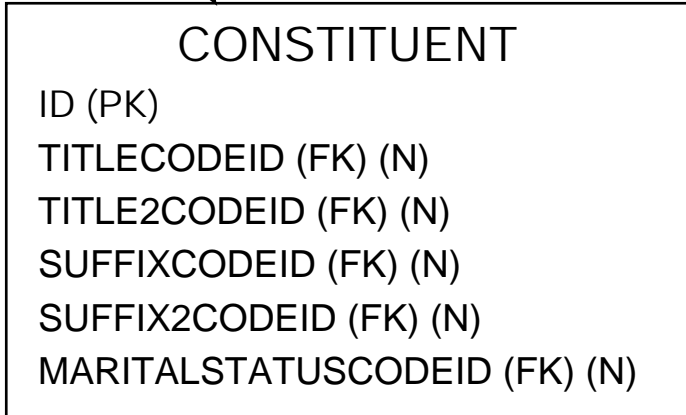 CONSTITUENT
ID (PK)
TITLECODEID (FK) (N)
TITLE2CODEID (FK) (N)
SUFFIXCODEID (FK) (N)
SUFFIX2CODEID (FK) (N)
MARITALSTATUSCODEID (FK) (N)